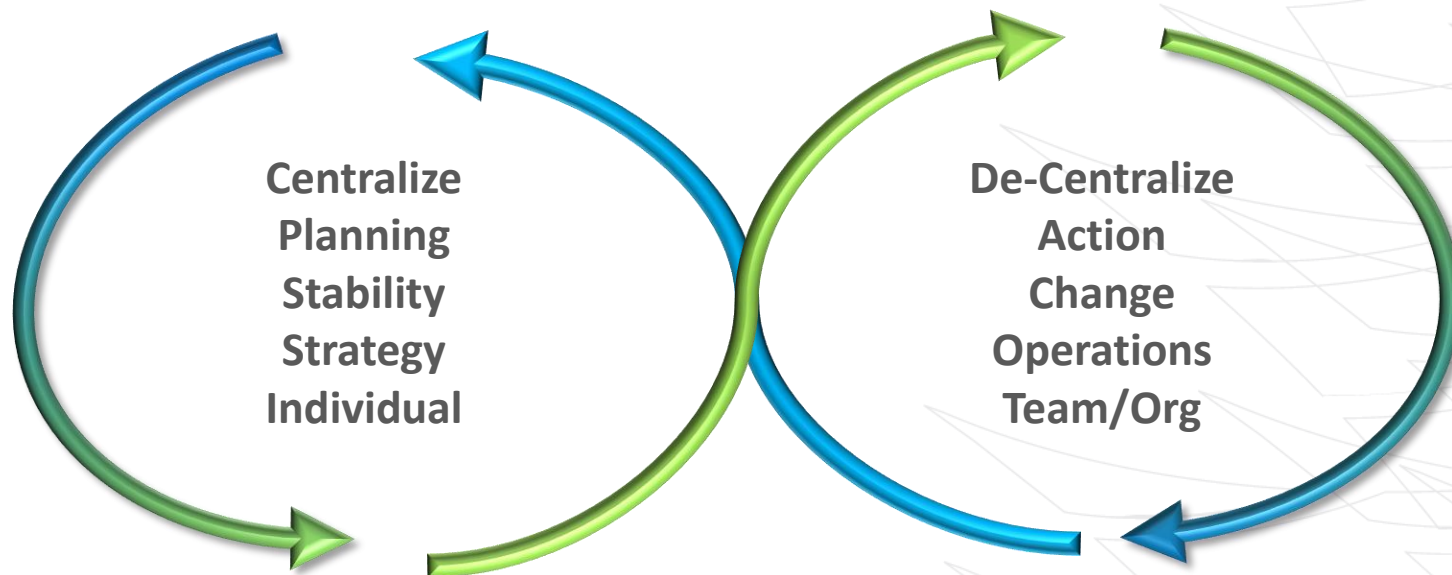 Centralize
Planning
Stability
Strategy
Individual
De-Centralize
Action
Change
Operations
Team/Org